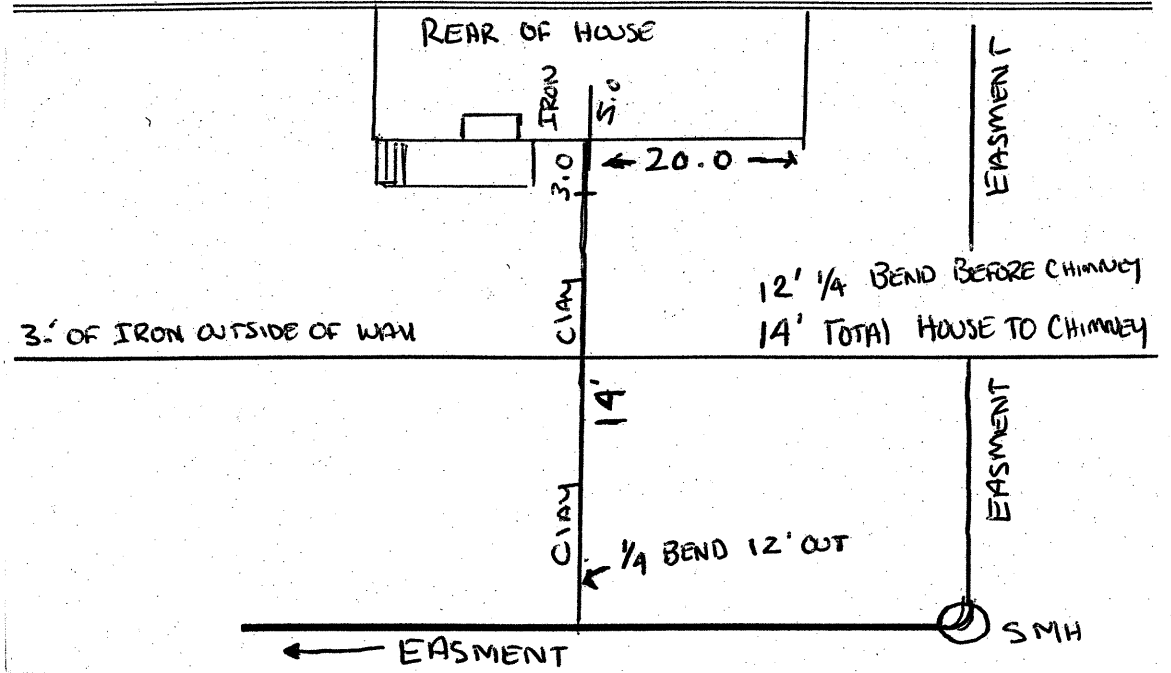 REAR OF HOUSE
IRON
5.0
3.0
20.0
EASMENT
CLAY
12' 1/4 BEND BEFORE CHIMNEY
14' TOTAL HOUSE TO CHIMNEY
3.' OF IRON OUTSIDE OF WALL
14'
EASMENT
CLAY
1/4 BEND 12' OUT
SMH
EASMENT